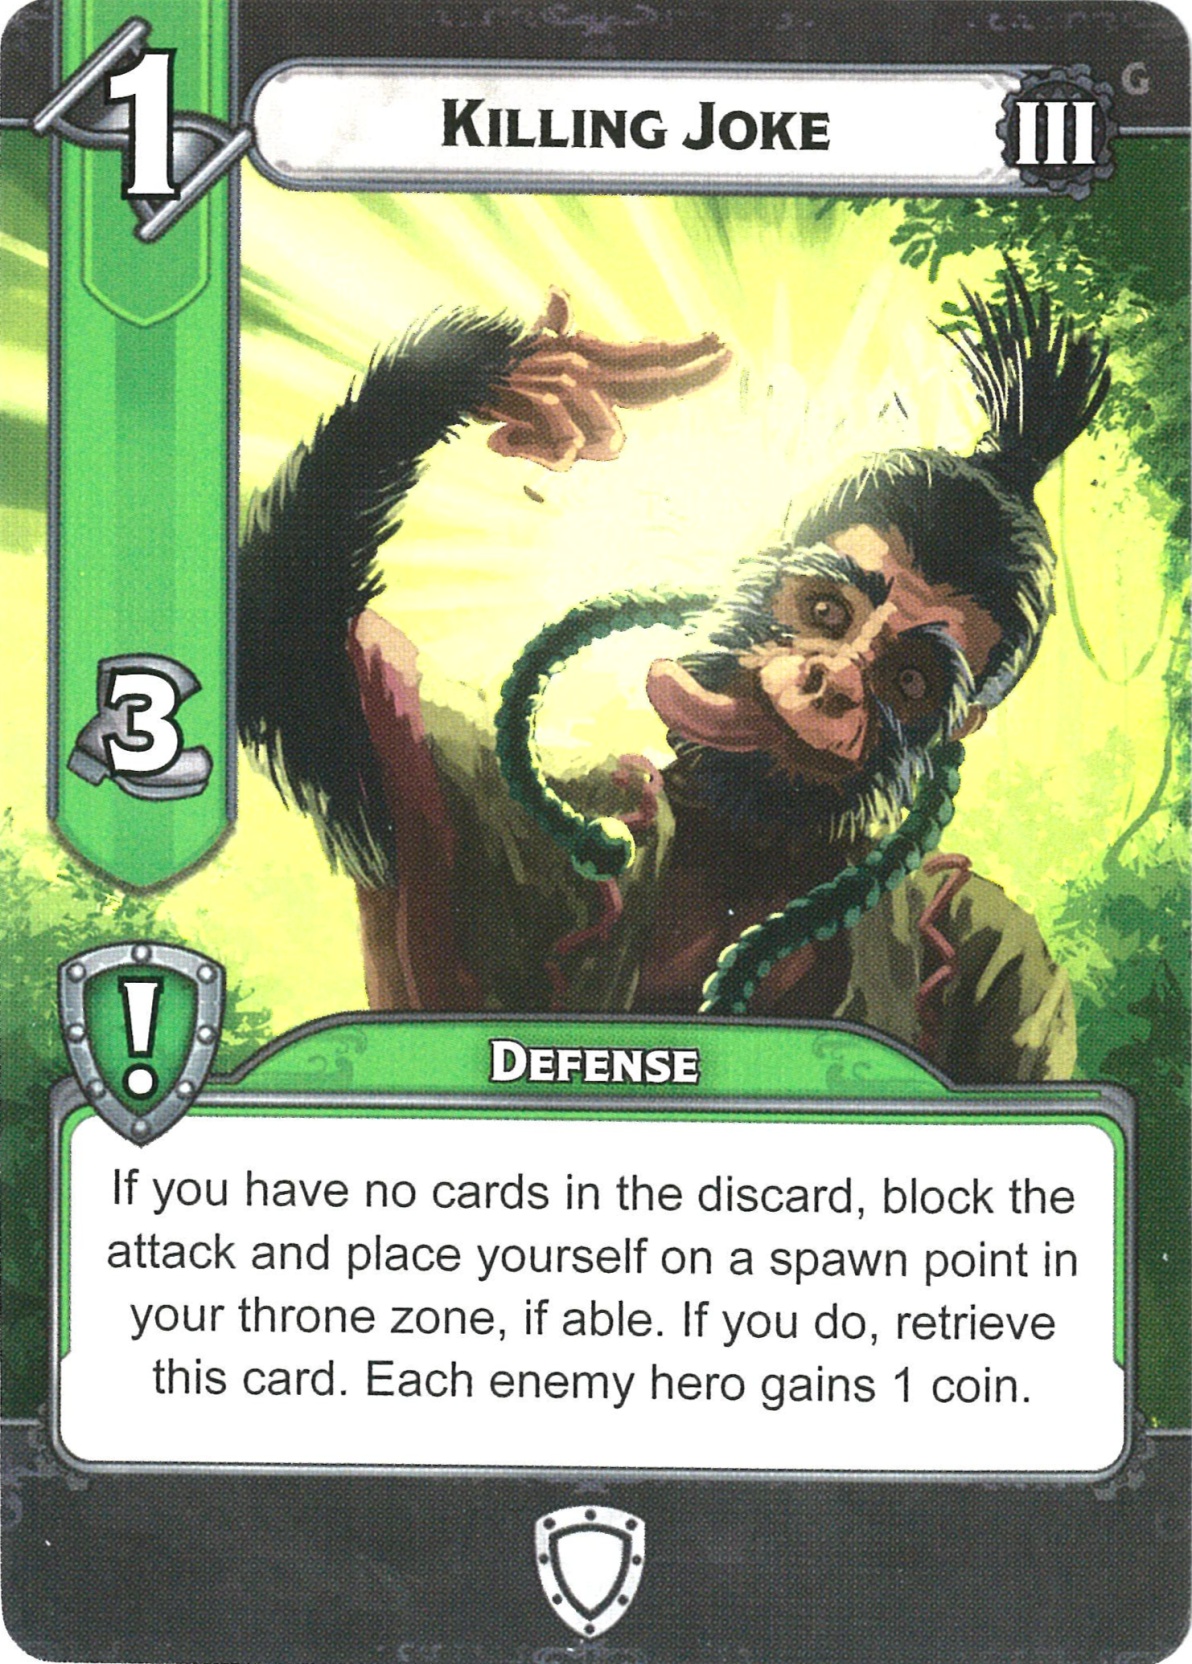 1
KILLING JOKE
III
G
3
!
DEFENSE
If you have no cards in the discard, block the
attack and place yourself on a spawn point in
your throne zone, if able. If you do, retrieve
this card. Each enemy hero gains 1 coin.